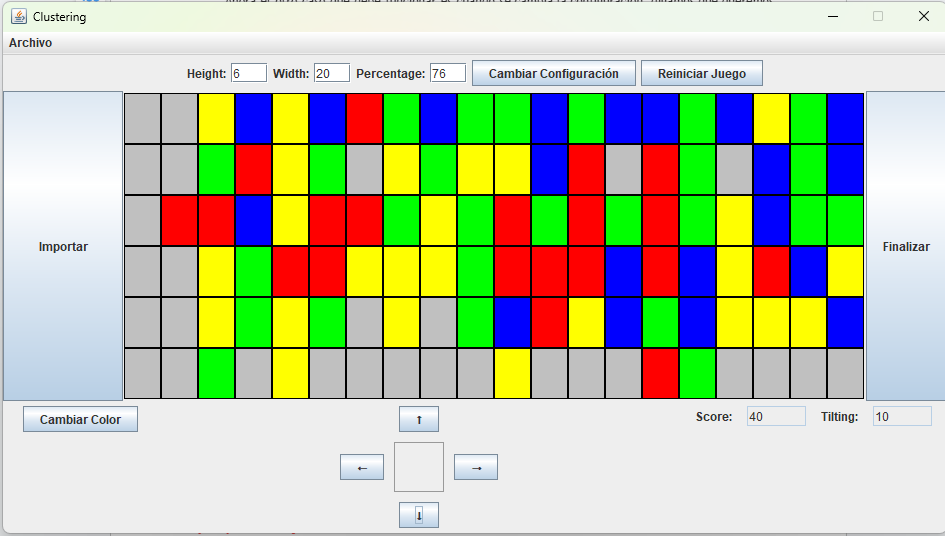 Clustering
Archivo
Height: 6 Width: 20 Percentage: 76 Cambiar Configuración Reiniciar Juego
Importar
Finalizar
Cambiar Color
↑
Score: 40 Tilting: 10
← →
↓